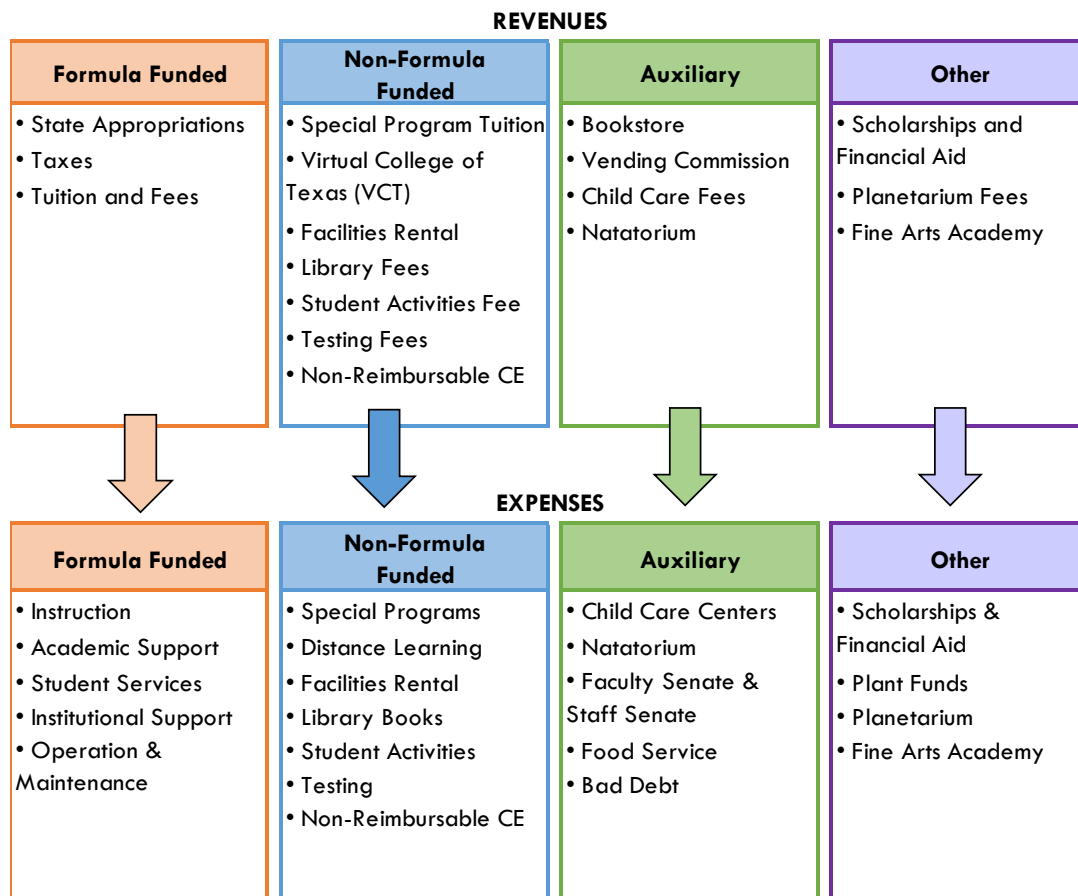 REVENUES
Formula Funded
• State Appropriations
• Taxes
• Tuition and Fees
Non-Formula
Funded
• Special Program Tuition
• Virtual College of
Texas (VCT)
• Facilities Rental
• Library Fees
• Student Activities Fee
• Testing Fees
• Non-Reimbursable CE
Auxiliary
• Bookstore
• Vending Commission
• Child Care Fees
• Natatorium
Other
• Scholarships and
Financial Aid
• Planetarium Fees
• Fine Arts Academy
EXPENSES
Formula Funded
• Instruction
• Academic Support
• Student Services
• Institutional Support
• Operation &
Maintenance
Non-Formula
Funded
• Special Programs
• Distance Learning
• Facilities Rental
• Library Books
• Student Activities
• Testing
• Non-Reimbursable CE
Auxiliary
• Child Care Centers
• Natatorium
• Faculty Senate &
Staff Senate
• Food Service
• Bad Debt
Other
• Scholarships &
Financial Aid
• Plant Funds
• Planetarium
• Fine Arts Academy